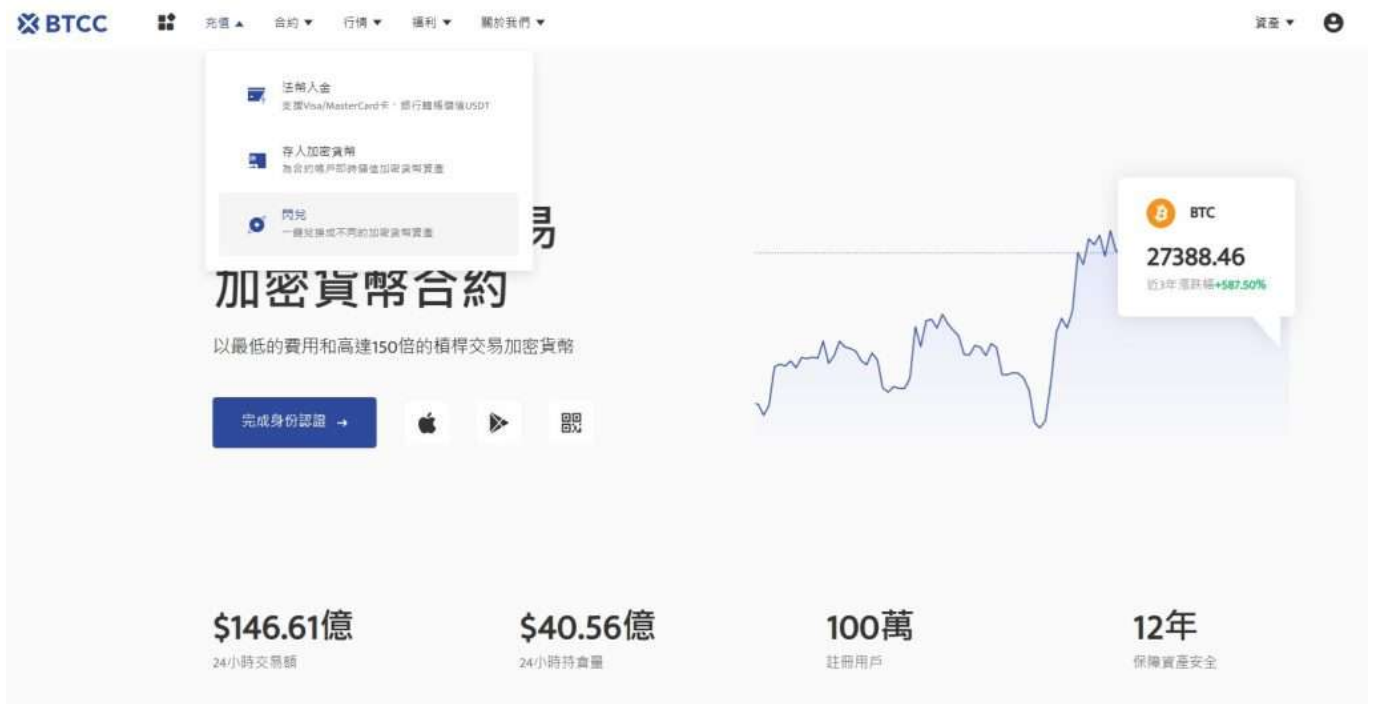 BTCC
充值
合約
行情
福利
關於我們
資產
法幣入金
支援Visa/MasterCard卡、銀行轉帳儲值USDT
存入加密貨幣
為合約帳戶即時儲值加密貨幣資產
閃兌
一鍵兌換成不同的加密貨幣資產
易
加密貨幣合約
以最低的費用和高達150倍的槓桿交易加密貨幣
完成身份認證 →
BTC
27388.46
近3年漲跌幅+587.50%
$146.61億
24小時交易額
$40.56億
24小時持倉量
100萬
註冊用戶
12年
保障資產安全